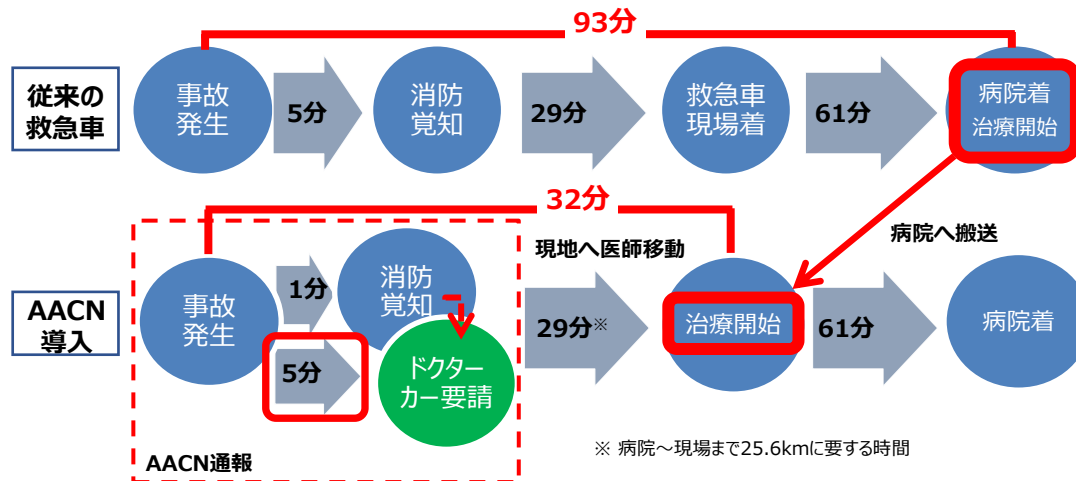 93分
従来の
救急車
事故
発生
5分
消防
覚知
29分
救急車
現場着
61分
病院着
治療開始
32分
現地へ医師移動
病院へ搬送
AACN
導入
事故
発生
1分
消防
覚知
5分
ドクター
カー要請
29分※
治療開始
61分
病院着
AACN通報
※ 病院～現場まで25.6kmに要する時間